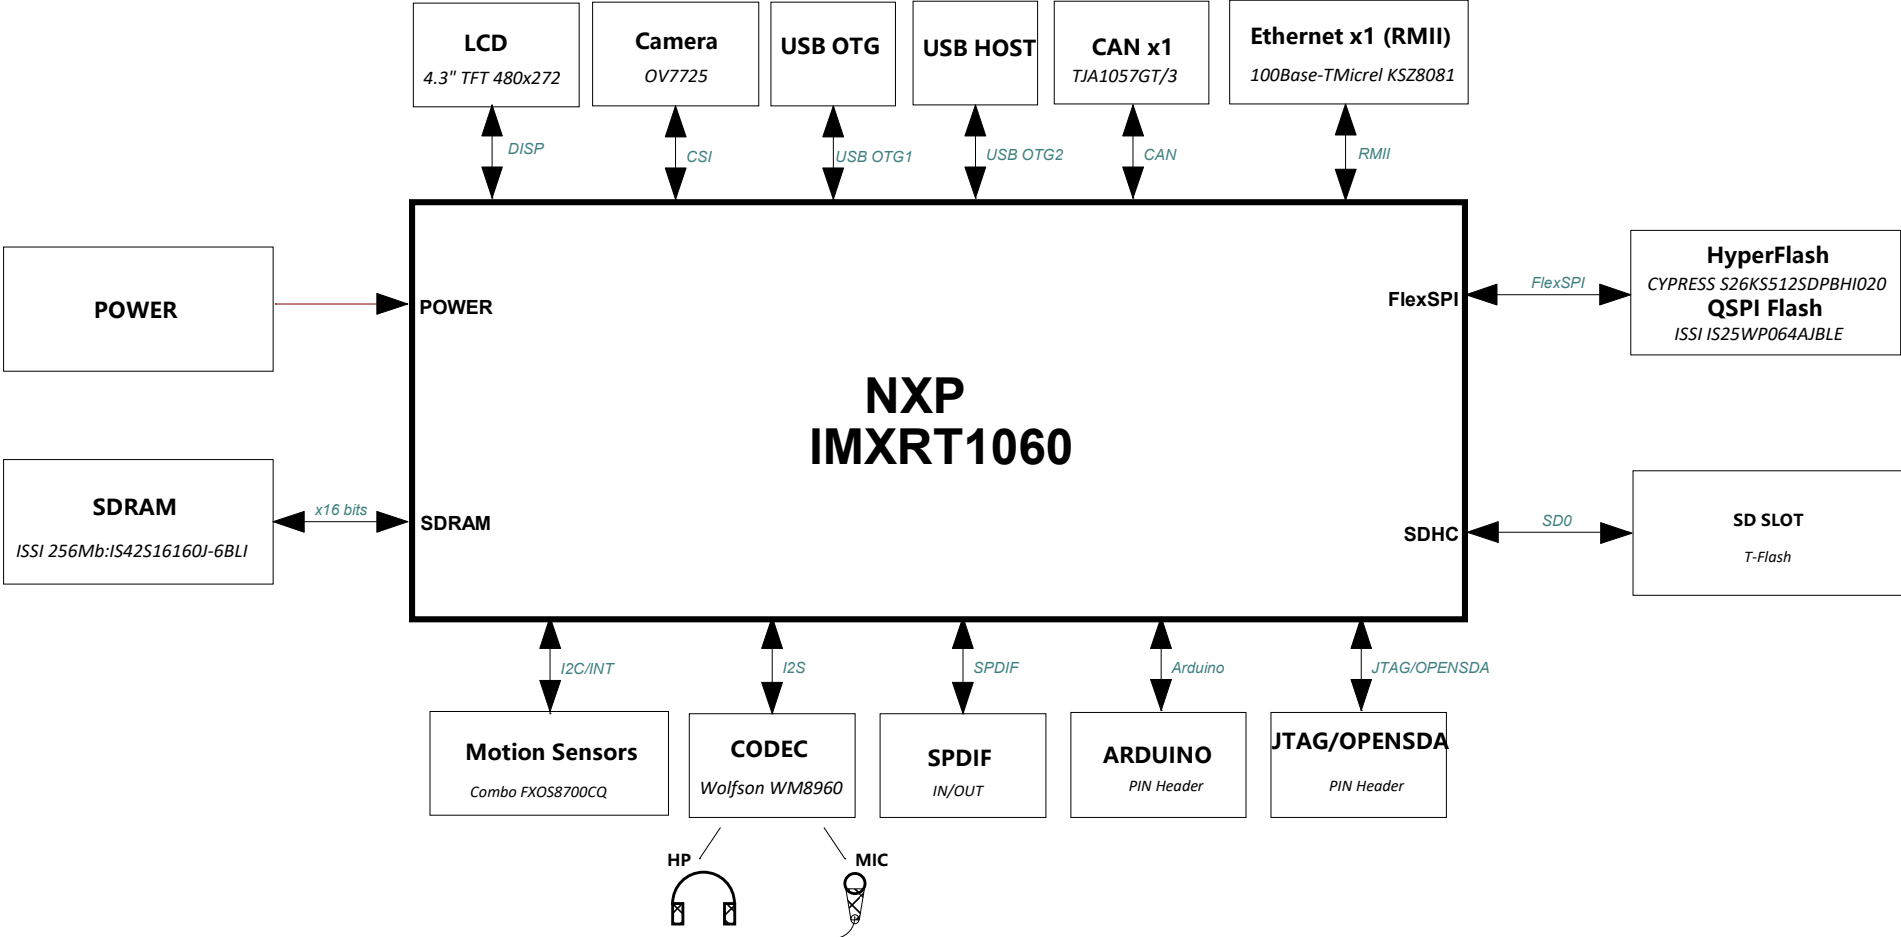 LCD
4.3" TFT 480x272
Camera
OV7725
USB OTG
USB HOST
CAN x1
TJA1057GT/3
Ethernet x1 (RMII)
100Base-TMicrel KSZ8081
DISP
CSI
USB OTG1
USB OTG2
CAN
RMII
POWER
POWER
FlexSPI
FlexSPI
HyperFlash
CYPRESS S26KS512SDPBHI020
QSPI Flash
ISSI IS25WP064AJBLE
NXP
IMXRT1060
SDRAM
ISSI 256Mb:IS42S16160J-6BLI
x16 bits
SDRAM
SDHC
SD0
SD SLOT
T-Flash
I2C/INT
I2S
SPDIF
Arduino
JTAG/OPENSDA
Motion Sensors
Combo FXOS8700CQ
CODEC
Wolfson WM8960
SPDIF
IN/OUT
ARDUINO
PIN Header
JTAG/OPENSDA
PIN Header
HP
MIC